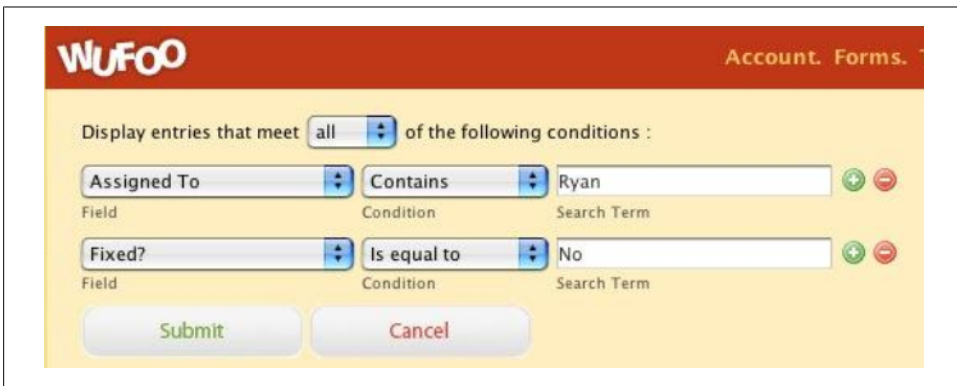 WUFOO
Account. Forms.
Display entries that meet all of the following conditions :
Assigned To Contains Ryan
Field Condition Search Term
Fixed? Is equal to No
Field Condition Search Term
Submit Cancel